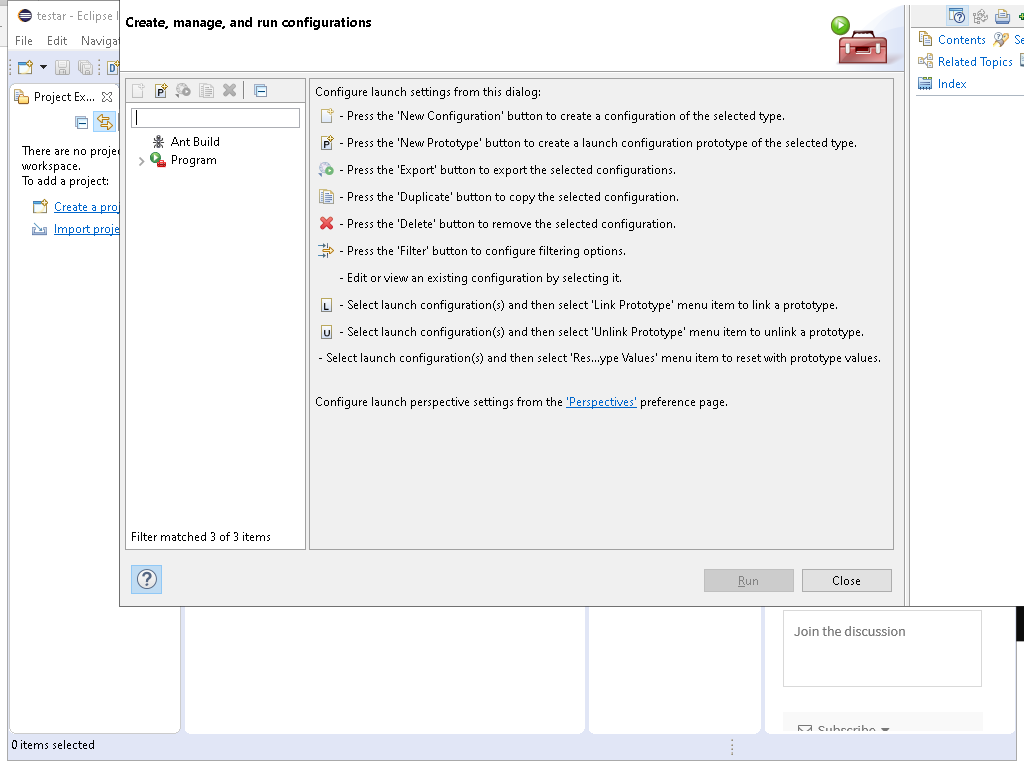 testar - Eclipse I
File Edit Navigat
Create, manage, and run configurations
Project Ex...
There are no projec
workspace.
To add a project:
Create a proj
Import proje
Ant Build
Program
Filter matched 3 of 3 items
Configure launch settings from this dialog:
- Press the 'New Configuration' button to create a configuration of the selected type.
- Press the 'New Prototype' button to create a launch configuration prototype of the selected type.
- Press the 'Export' button to export the selected configurations.
- Press the 'Duplicate' button to copy the selected configuration.
- Press the 'Delete' button to remove the selected configuration.
- Press the 'Filter' button to configure filtering options.
- Edit or view an existing configuration by selecting it.
L - Select launch configuration(s) and then select 'Link Prototype' menu item to link a prototype.
U - Select launch configuration(s) and then select 'Unlink Prototype' menu item to unlink a prototype.
- Select launch configuration(s) and then select 'Res...ype Values' menu item to reset with prototype values.
Configure launch perspective settings from the 'Perspectives' preference page.
Run Close
Contents Se
Related Topics
Index
Join the discussion
Subscribe
0 items selected